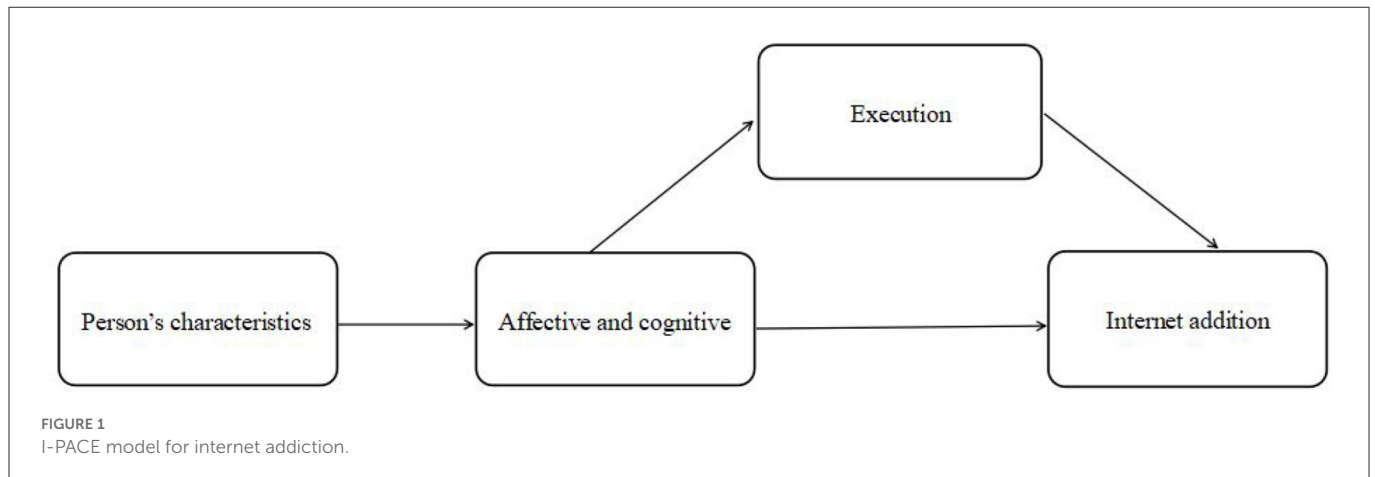 Execution
Person's characteristics
Affective and cognitive
Internet addition
FIGURE 1
I-PACE model for internet addiction.